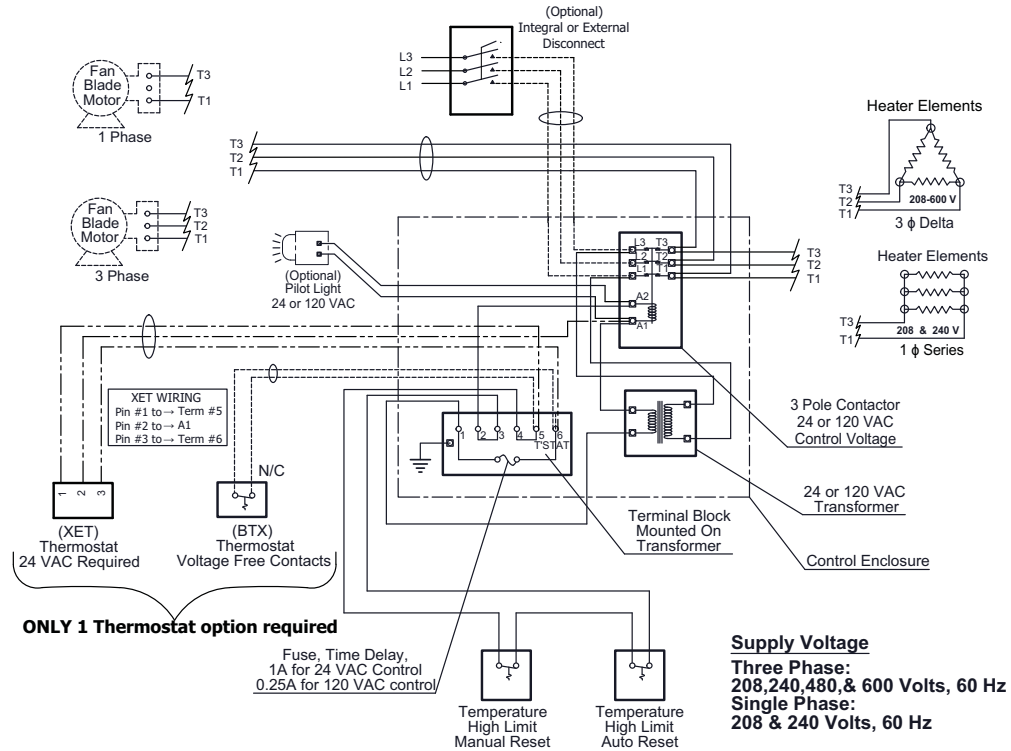 (Optional)
Integral or External
Disconnect
L3
L2
L1
Fan
Blade
Motor
T3
T1
1 Phase
T3
T2
T1
Fan
Blade
Motor
T3
T2
T1
3 Phase
(Optional)
Pilot Light
24 or 120 VAC
L3
T3
L2
T2
L1
T1
A2
A1
T3
T2
T1
Heater Elements
T3
T2
T1
208-600 V
3 ϕ Delta
Heater Elements
T3
T1
208 & 240 V
1 ϕ Series
XET WIRING
Pin #1 to → Term #5
Pin #2 to → A1
Pin #3 to → Term #6
1
2
3
4
5
6
T'STAT
3 Pole Contactor
24 or 120 VAC
Control Voltage
24 or 120 VAC
Transformer
Terminal Block
Mounted On
Transformer
Control Enclosure
1
2
3
(XET)
Thermostat
24 VAC Required
N/C
(BTX)
Thermostat
Voltage Free Contacts
ONLY 1 Thermostat option required
Fuse, Time Delay,
1A for 24 VAC Control
0.25A for 120 VAC control
Temperature
High Limit
Manual Reset
Temperature
High Limit
Auto Reset
Supply Voltage
Three Phase:
208,240,480,& 600 Volts, 60 Hz
Single Phase:
208 & 240 Volts, 60 Hz